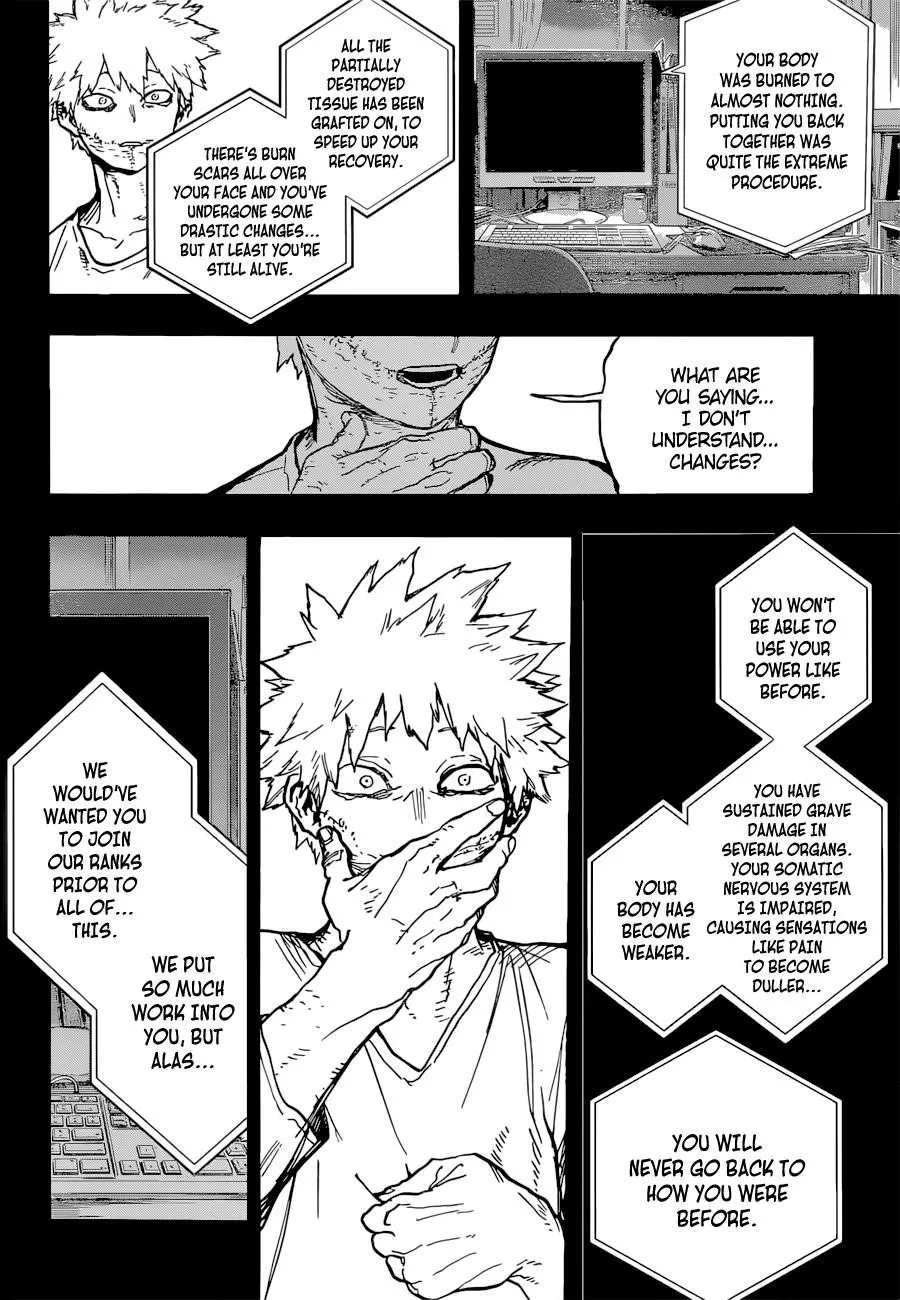 YOUR BODY
WAS BURNED TO
ALMOST NOTHING.
PUTTING YOU BACK
TOGETHER WAS
QUITE THE EXTREME
PROCEDURE.
ALL THE
PARTIALLY
DESTROYED
TISSUE HAS BEEN
GRAFTED ON, TO
SPEED UP YOUR
RECOVERY.
THERE'S BURN
SCARS ALL OVER
YOUR FACE AND YOU'VE
UNDERGONE SOME
DRASTIC CHANGES...
BUT AT LEAST YOU'RE
STILL ALIVE.
WHAT ARE
YOU SAYING...
I DON'T
UNDERSTAND...
CHANGES?
YOU WON'T
BE ABLE TO
USE YOUR
POWER LIKE
BEFORE.
YOU HAVE
SUSTAINED GRAVE
DAMAGE IN
SEVERAL ORGANS.
YOUR SOMATIC
NERVOUS SYSTEM
IS IMPAIRED,
CAUSING SENSATIONS
LIKE PAIN
TO BECOME
DULLER...
YOUR
BODY HAS
BECOME
WEAKER.
YOU WILL
NEVER GO BACK TO
HOW YOU WERE
BEFORE.
WE
WOULD'VE
WANTED YOU
TO JOIN
OUR RANKS
PRIOR TO
ALL OF...
THIS.
WE PUT
SO MUCH
WORK INTO
YOU, BUT
ALAS...